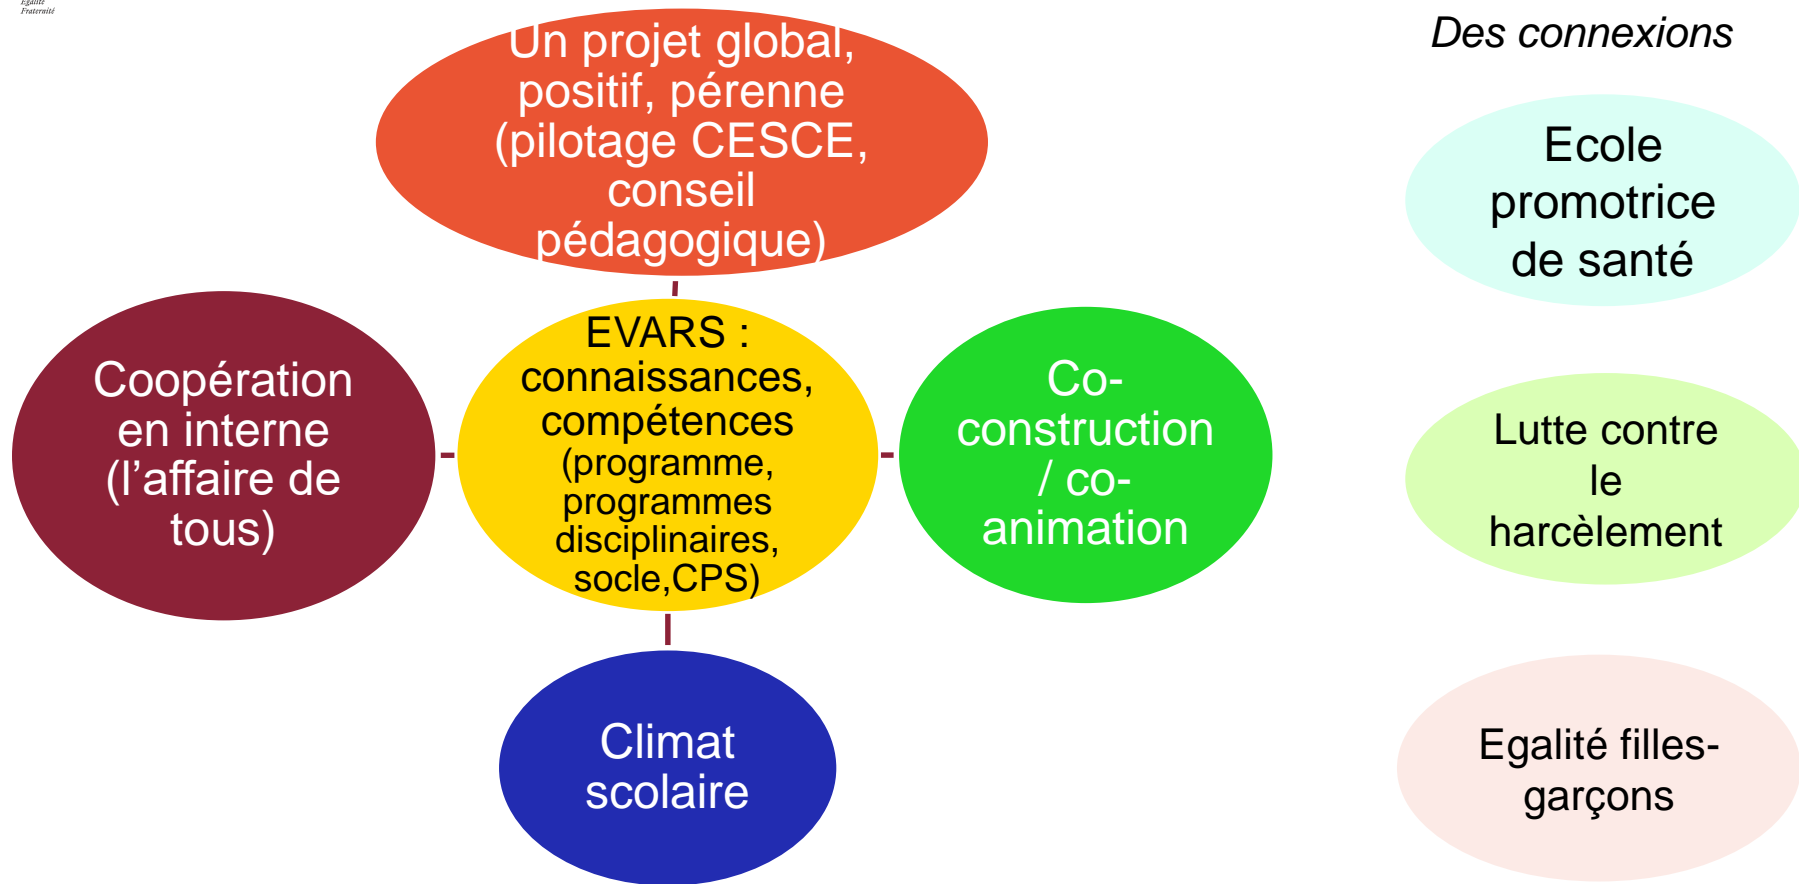 Egalité
Fraternité
Un projet global,
positif, pérenne
(pilotage CESCE,
conseil
pédagogique)
Des connexions
Ecole
promotrice
de santé
Coopération
en interne
(l'affaire de
tous)
EVARS :
connaissances,
compétences
(programme,
programmes
disciplinaires,
socle,CPS)
Co-
construction
/ co-
animation
Lutte contre
le
harcèlement
Climat
scolaire
Egalité filles-
garçons